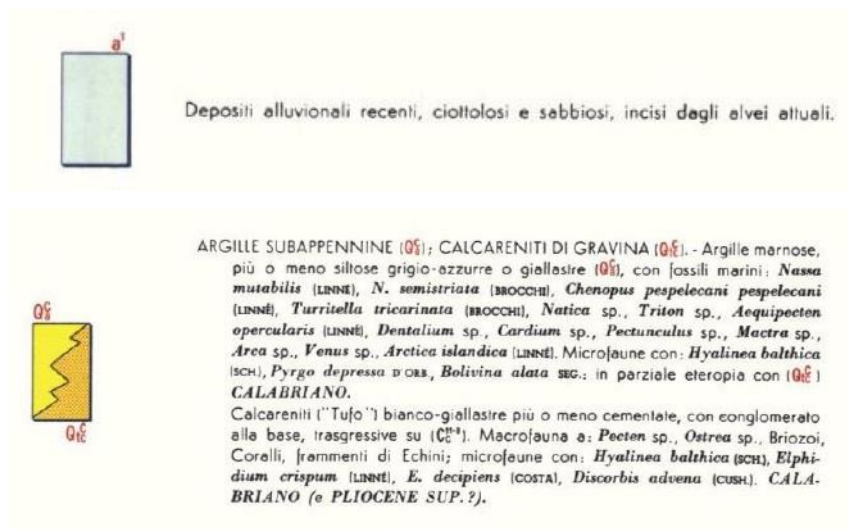 a¹
Depositi alluvionali recenti, ciottolosi e sabbiosi, incisi dagli alvei attuali.
ARGILLE SUBAPPENNINE (); CALCARENITI DI GRAVINA (). - Argille marnose,
più o meno siltose grigio-azzurre o giallastre (), con fossili marini: Nassa
mutabilis (LINNÉ), N. semistriata (BROCCHI), Chenopus pespelecani pespelecani
(LINNÉ), Turritella tricarinata (BROCCHI), Natica sp., Triton sp., Aequipecten
opercularis (LINNÉ), Dentalium sp., Cardium sp., Pectunculus sp., Mactra sp.,
Arca sp., Venus sp., Arctica islandica (LINNÉ). Microfaune con: Hyalinea balthica
(SCH.), Pyrgo depressa D'ORB., Bolivina alata SEG.: in parziale eteropia con ()
CALABRIANO.
Calcareniti ("Tufo") bianco-giallastre più o meno cementate, con conglomerato
alla base, trasgressive su (). Macrofauna a: Pecten sp., Ostrea sp., Briozoi,
Coralli, frammenti di Echini; microfaune con: Hyalinea balthica (SCH.), Elphi-
dium crispum (LINNÉ), E. decipiens (COSTA), Discorbis advena (CUSH.). CALA-
BRIANO (e PLIOCENE SUP.?).